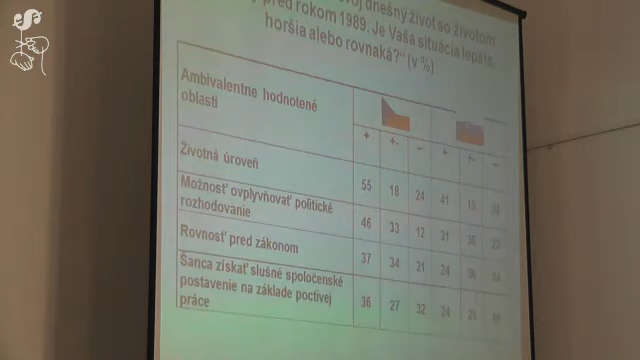 dnešný život so životom
pred rokom 1989. Je Vaša situácia lepšia,
horšia alebo rovnaká?" (v %)
Ambivalentne hodnotené
oblasti
+ +- – + +- –
Životná úroveň 55 18 24 41
Možnosť ovplyvňovať politické
rozhodovanie 46 33 12 31
Rovnosť pred zákonom 37 34 21 24
Šanca získať slušné spoločenské
postavenie na základe poctivej
práce 36 27 32 24